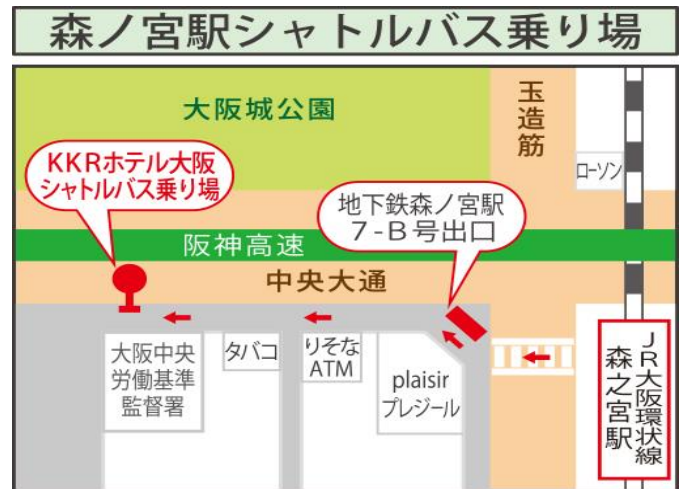 森ノ宮駅シャトルバス乗り場
大阪城公園
玉造筋
KKRホテル大阪
シャトルバス乗り場
ローソン
地下鉄森ノ宮駅
7-B号出口
阪神高速
中央大通
大阪中央
労働基準
監督署
タバコ
りそな
ATM
plaisir
プレジール
JR大阪環状線
森之宮駅